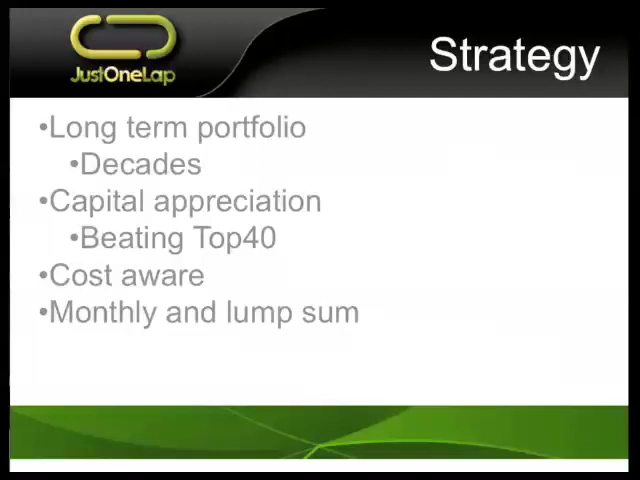 JustOneLap
Strategy
•Long term portfolio
•Decades
•Capital appreciation
•Beating Top40
•Cost aware
•Monthly and lump sum